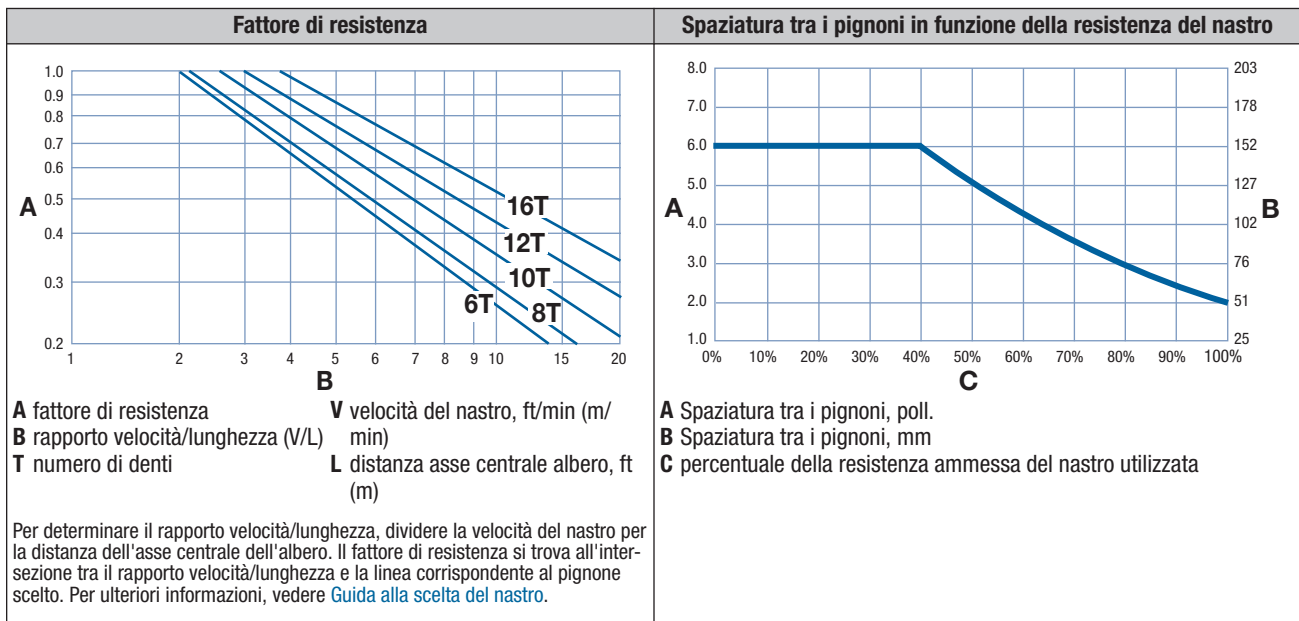 Fattore di resistenza
1.0
0.9
0.8
0.7
0.6
0.5
0.4
0.3
0.2
A
16T
12T
10T
8T
6T
1 2 3 4 5 6 7 8 9 10 15 20
B
A fattore di resistenza
B rapporto velocità/lunghezza (V/L)
T numero di denti
V velocità del nastro, ft/min (m/
min)
L distanza asse centrale albero, ft
(m)
Per determinare il rapporto velocità/lunghezza, dividere la velocità del nastro per
la distanza dell'asse centrale dell'albero. Il fattore di resistenza si trova all'inter-
sezione tra il rapporto velocità/lunghezza e la linea corrispondente al pignone
scelto. Per ulteriori informazioni, vedere Guida alla scelta del nastro.
Spaziatura tra i pignoni in funzione della resistenza del nastro
8.0
7.0
6.0
5.0
4.0
3.0
2.0
1.0
A
203
178
152
127
102
76
51
25
B
0% 10% 20% 30% 40% 50% 60% 70% 80% 90% 100%
C
A Spaziatura tra i pignoni, poll.
B Spaziatura tra i pignoni, mm
C percentuale della resistenza ammessa del nastro utilizzata